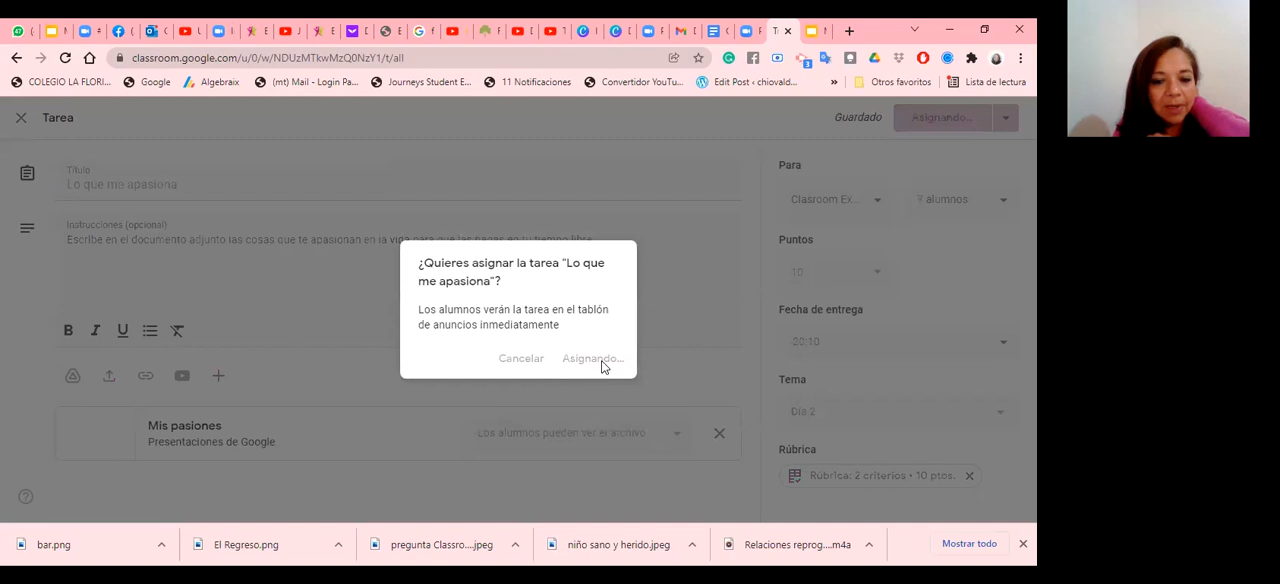 classroom.google.com/u/0/w/NDUzMTkwMzQ0NzY1/t/all
COLEGIO LA FLORI... Google Algebraix (mt) Mail - Login Pa... Journeys Student E... 11 Notificaciones Convertidor YouTu... Edit Post ‹ chiovald... » Otros favoritos Lista de lectura
Tarea Guardado Asignando...
Título
Lo que me apasiona
Instrucciones (opcional)
Escribe en el documento adjunto las cosas que te apasionan en la vida para que las hagas en tu tiempo libre.
¿Quieres asignar la tarea "Lo que
me apasiona"?
Los alumnos verán la tarea en el tablón
de anuncios inmediatamente
Cancelar Asignando...
B I U
Mis pasiones
Presentaciones de Google
Los alumnos pueden ver el archivo
Para
Clasroom Ex... 7 alumnos
Puntos
10
Fecha de entrega
20:10
Tema
Día 2
Rúbrica
Rúbrica: 2 criterios • 10 ptos.
bar.png El Regreso.png pregunta Classro....jpeg niño sano y herido.jpeg Relaciones reprog....m4a Mostrar todo